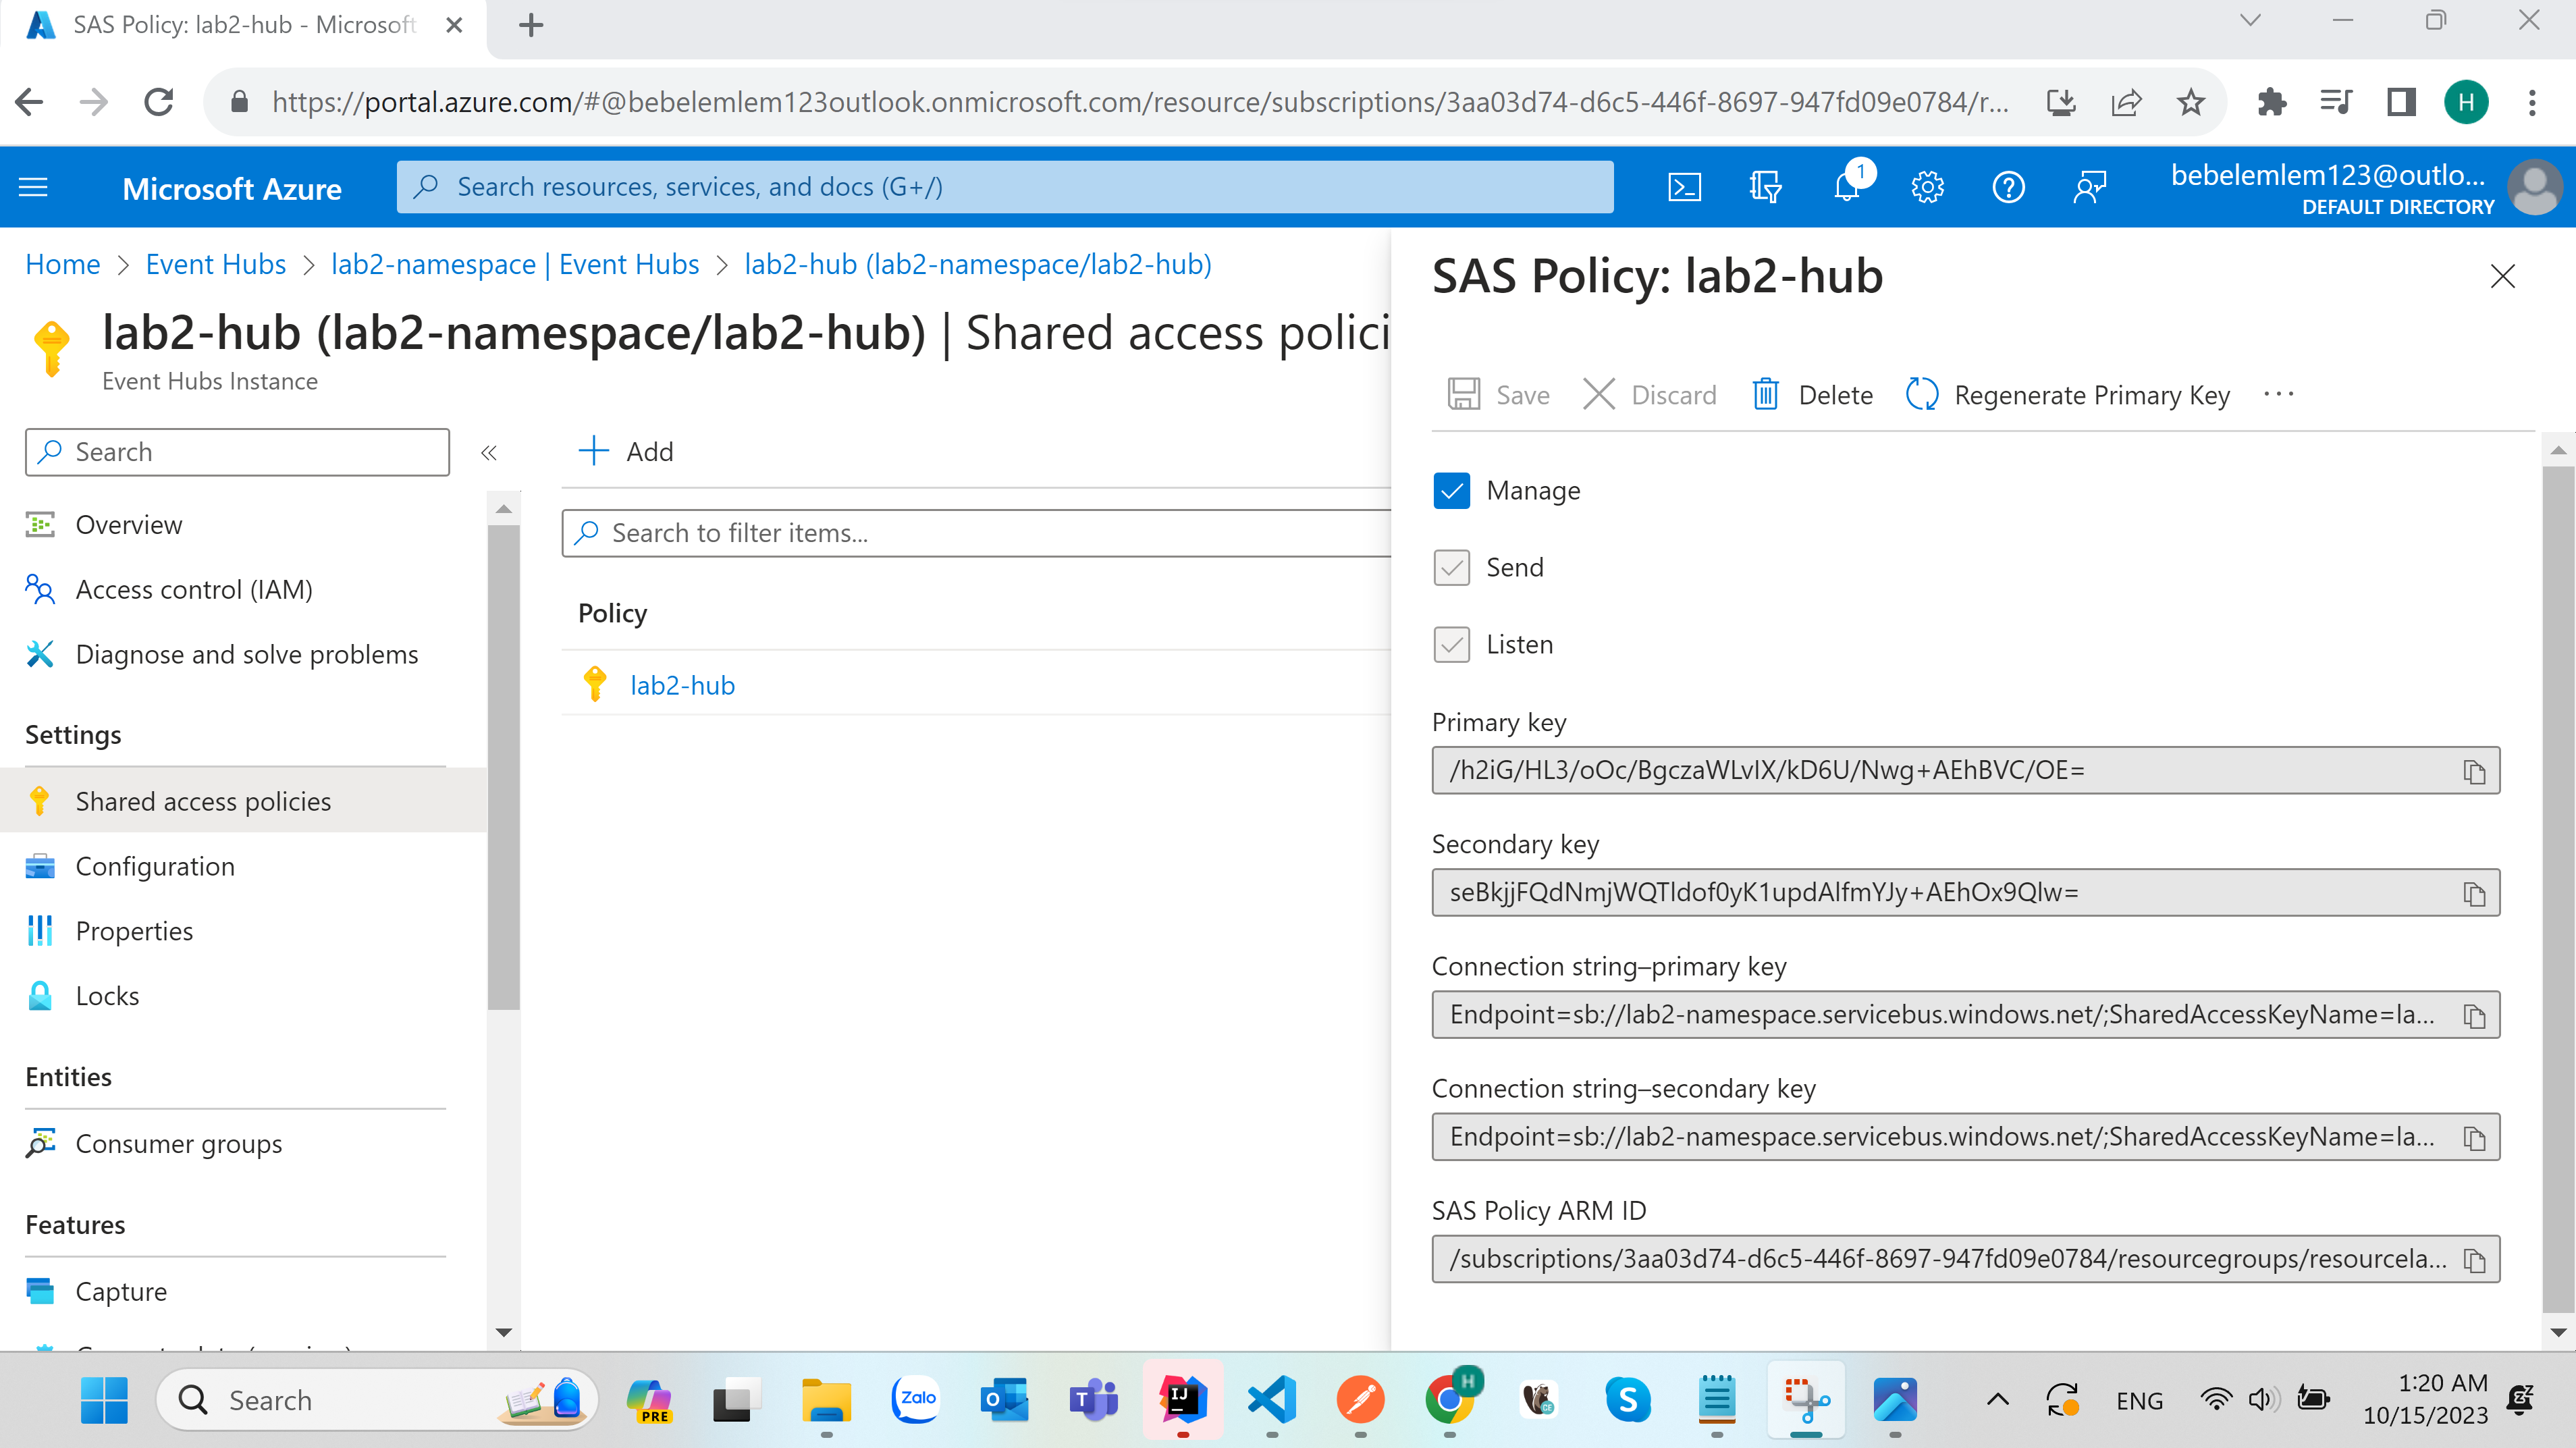 SAS Policy: lab2-hub - Microsoft
https://portal.azure.com/#@bebelemlem123outlook.onmicrosoft.com/resource/subscriptions/3aa03d74-d6c5-446f-8697-947fd09e0784/r...
H
Microsoft Azure
Search resources, services, and docs (G+/)
1
bebelemlem123@outlo...
DEFAULT DIRECTORY
Home > Event Hubs > lab2-namespace | Event Hubs > lab2-hub (lab2-namespace/lab2-hub)
lab2-hub (lab2-namespace/lab2-hub) | Shared access polici
Event Hubs Instance
Search
Overview
Access control (IAM)
Diagnose and solve problems
Settings
Shared access policies
Configuration
Properties
Locks
Entities
Consumer groups
Features
Capture
Add
Search to filter items...
Policy
lab2-hub
SAS Policy: lab2-hub
Save
Discard
Delete
Regenerate Primary Key
...
Manage
Send
Listen
Primary key
/h2iG/HL3/oOc/BgczaWLvIX/kD6U/Nwg+AEhBVC/OE=
Secondary key
seBkjjFQdNmjWQTldof0yK1updAlfmYJy+AEhOx9Qlw=
Connection string–primary key
Endpoint=sb://lab2-namespace.servicebus.windows.net/;SharedAccessKeyName=la...
Connection string–secondary key
Endpoint=sb://lab2-namespace.servicebus.windows.net/;SharedAccessKeyName=la...
SAS Policy ARM ID
/subscriptions/3aa03d74-d6c5-446f-8697-947fd09e0784/resourcegroups/resourcela...
Search
PRE
Zalo
H
ENG
1:20 AM
10/15/2023